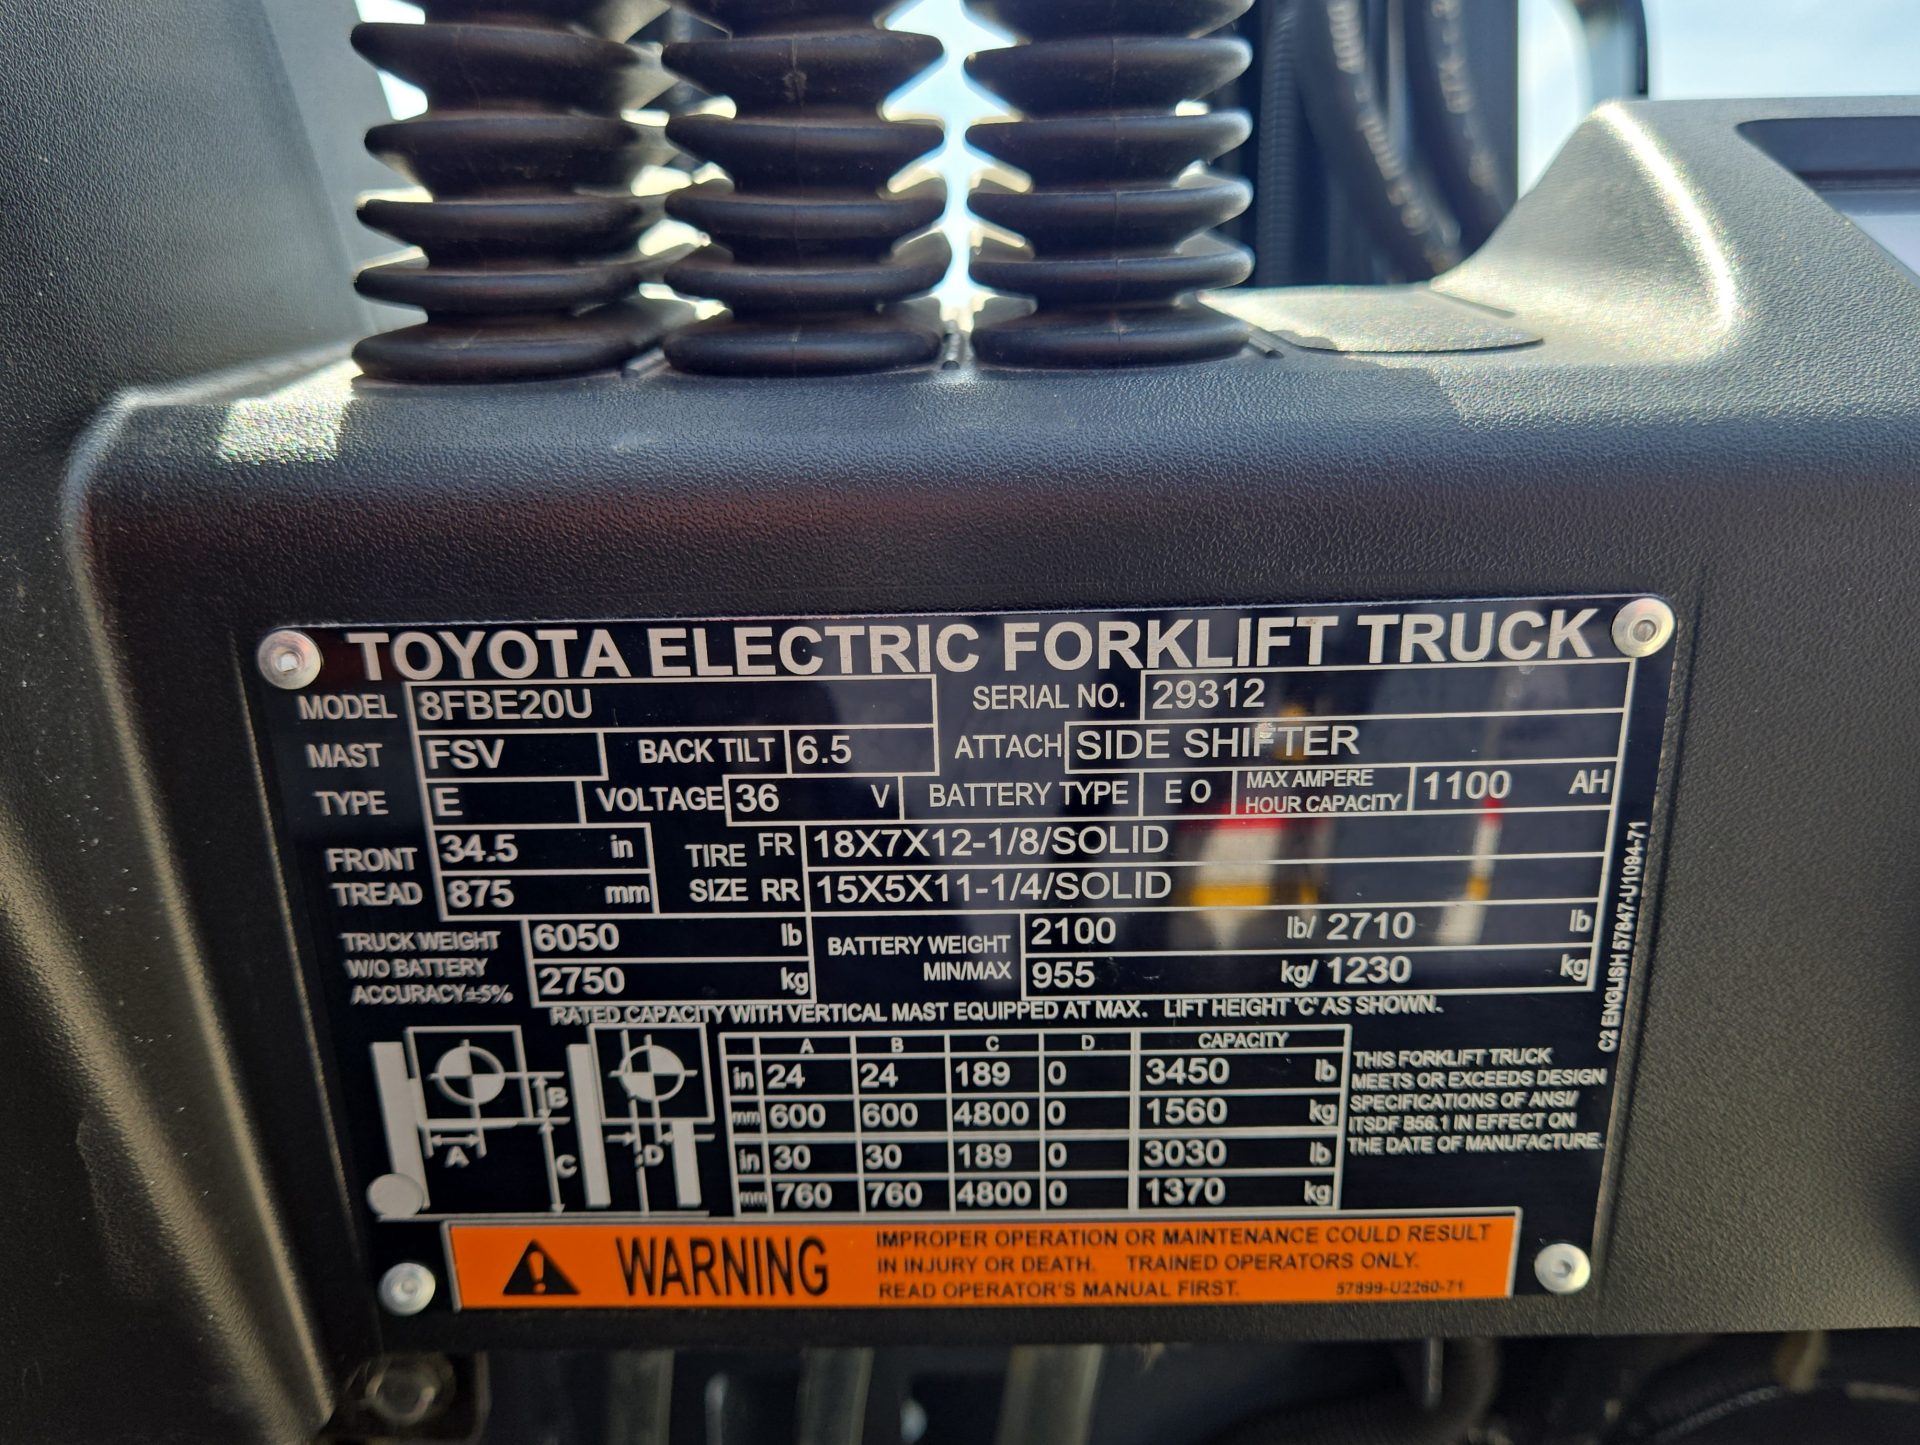 TOYOTA ELECTRIC FORKLIFT TRUCK
MODEL 8FBE20U SERIAL NO. 29312
MAST FSV BACK TILT 6.5 ATTACH SIDE SHIFTER
TYPE E VOLTAGE 36 V BATTERY TYPE E O MAX AMPERE HOUR CAPACITY 1100 AH
FRONT TREAD 34.5 in TIRE SIZE FR 18X7X12-1/8/SOLID
875 mm RR 15X5X11-1/4/SOLID
TRUCK WEIGHT W/O BATTERY ACCURACY±5% 6050 lb BATTERY WEIGHT MIN/MAX 2100 lb/ 2710 lb
2750 kg 955 kg/ 1230 kg
RATED CAPACITY WITH VERTICAL MAST EQUIPPED AT MAX. LIFT HEIGHT 'C' AS SHOWN.
A B C D
A B C D CAPACITY
in 24 24 189 0 3450 lb
mm 600 600 4800 0 1560 kg
in 30 30 189 0 3030 lb
mm 760 760 4800 0 1370 kg
THIS FORKLIFT TRUCK
MEETS OR EXCEEDS DESIGN
SPECIFICATIONS OF ANSI/
ITSDF B56.1 IN EFFECT ON
THE DATE OF MANUFACTURE.
C2 ENGLISH 57847-U1094-71
WARNING
IMPROPER OPERATION OR MAINTENANCE COULD RESULT
IN INJURY OR DEATH. TRAINED OPERATORS ONLY.
READ OPERATOR'S MANUAL FIRST. 57899-U2260-71